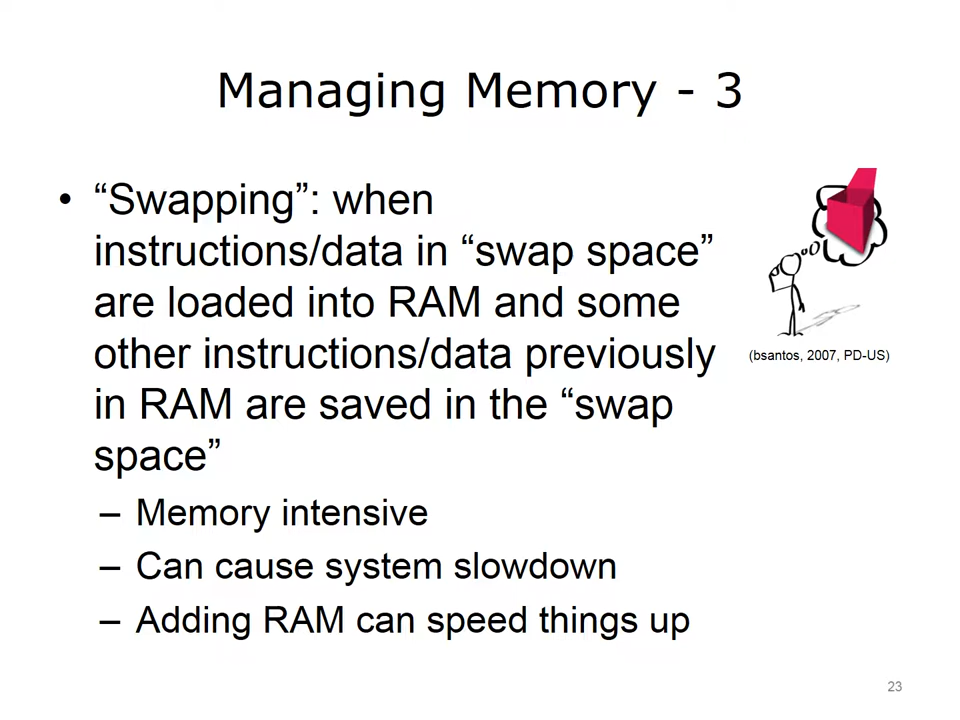 Managing Memory - 3
• “Swapping”: when
instructions/data in “swap space”
are loaded into RAM and some
other instructions/data previously
in RAM are saved in the “swap
space”
– Memory intensive
– Can cause system slowdown
– Adding RAM can speed things up
(bsantos, 2007, PD-US)
23